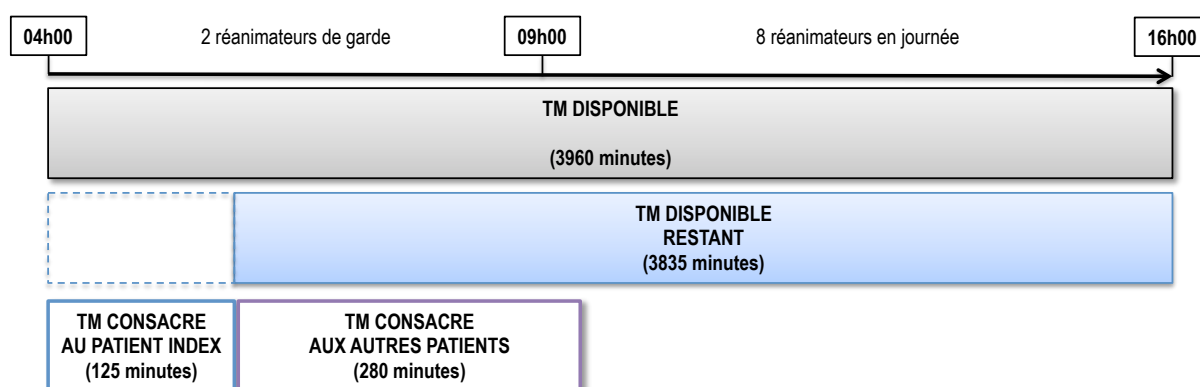 04h00
2 réanimateurs de garde
09h00
8 réanimateurs en journée
16h00
TM DISPONIBLE
(3960 minutes)
TM DISPONIBLE
RESTANT
(3835 minutes)
TM CONSACRE
AU PATIENT INDEX
(125 minutes)
TM CONSACRE
AUX AUTRES PATIENTS
(280 minutes)